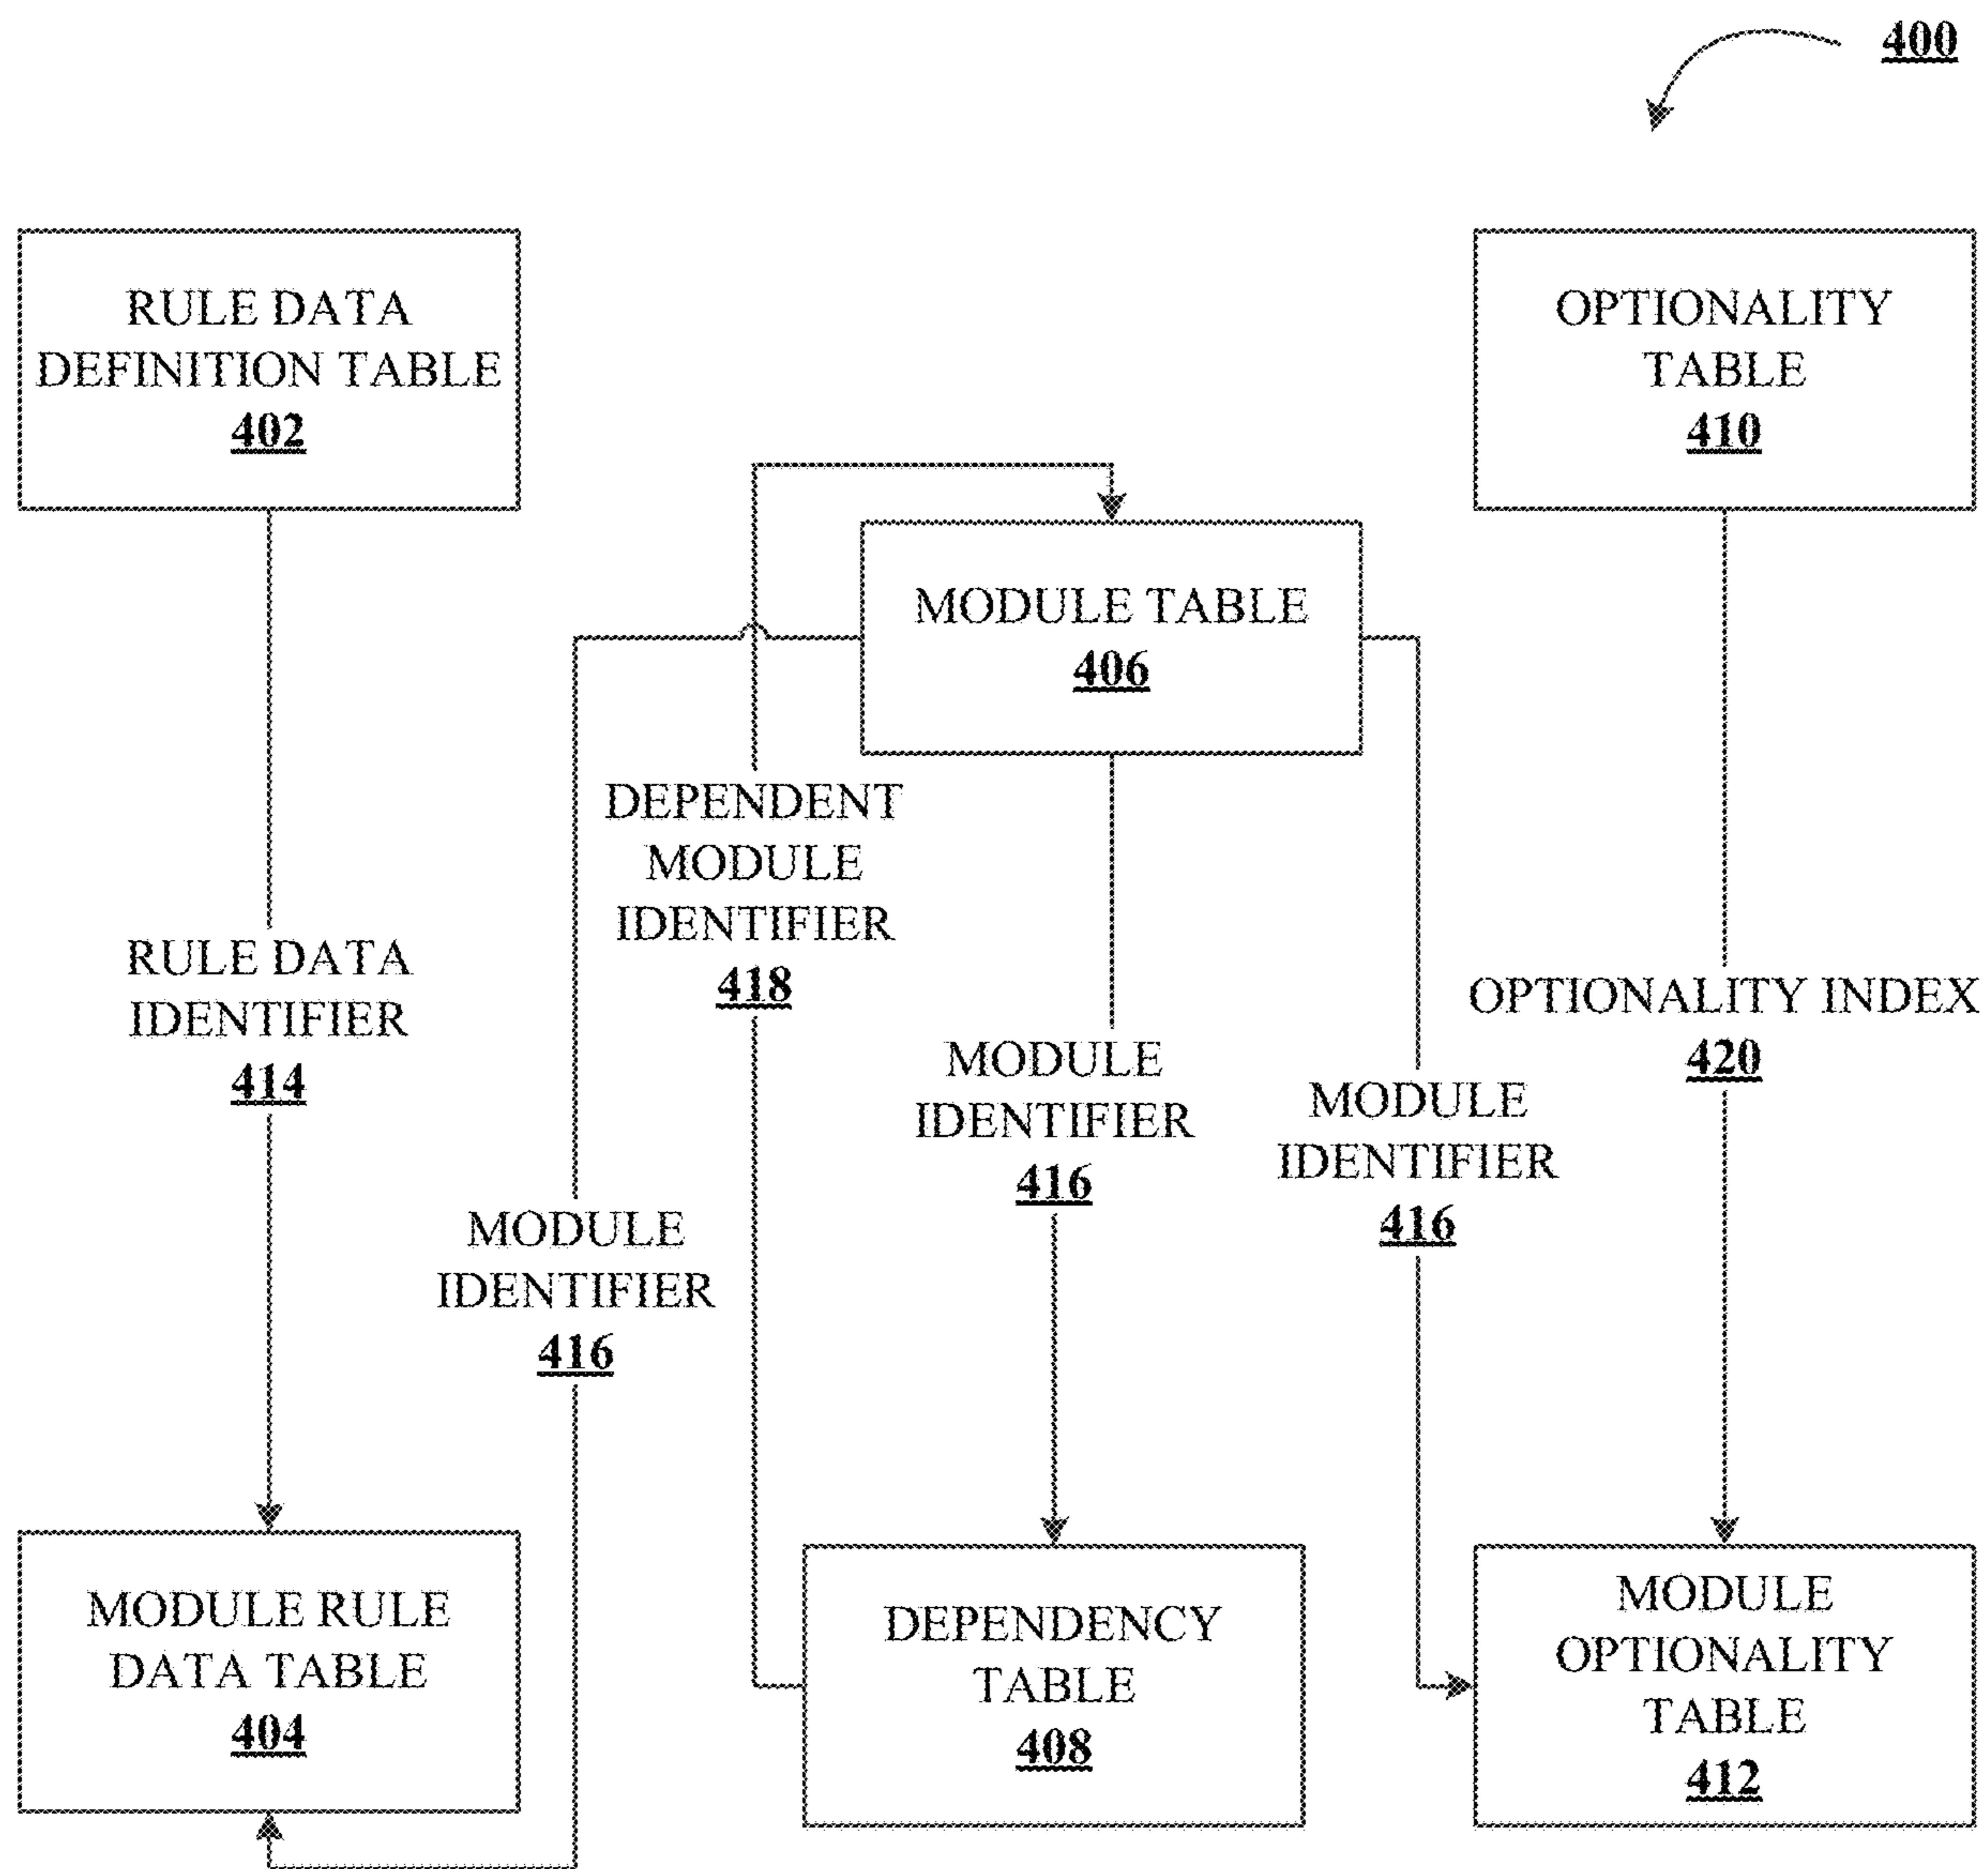 400
RULE DATA
DEFINITION TABLE
402
OPTIONALITY
TABLE
410
MODULE TABLE
406
DEPENDENT
MODULE
IDENTIFIER
418
RULE DATA
IDENTIFIER
414
OPTIONALITY INDEX
420
MODULE
IDENTIFIER
416
MODULE
IDENTIFIER
416
MODULE
IDENTIFIER
416
MODULE RULE
DATA TABLE
404
DEPENDENCY
TABLE
408
MODULE
OPTIONALITY
TABLE
412